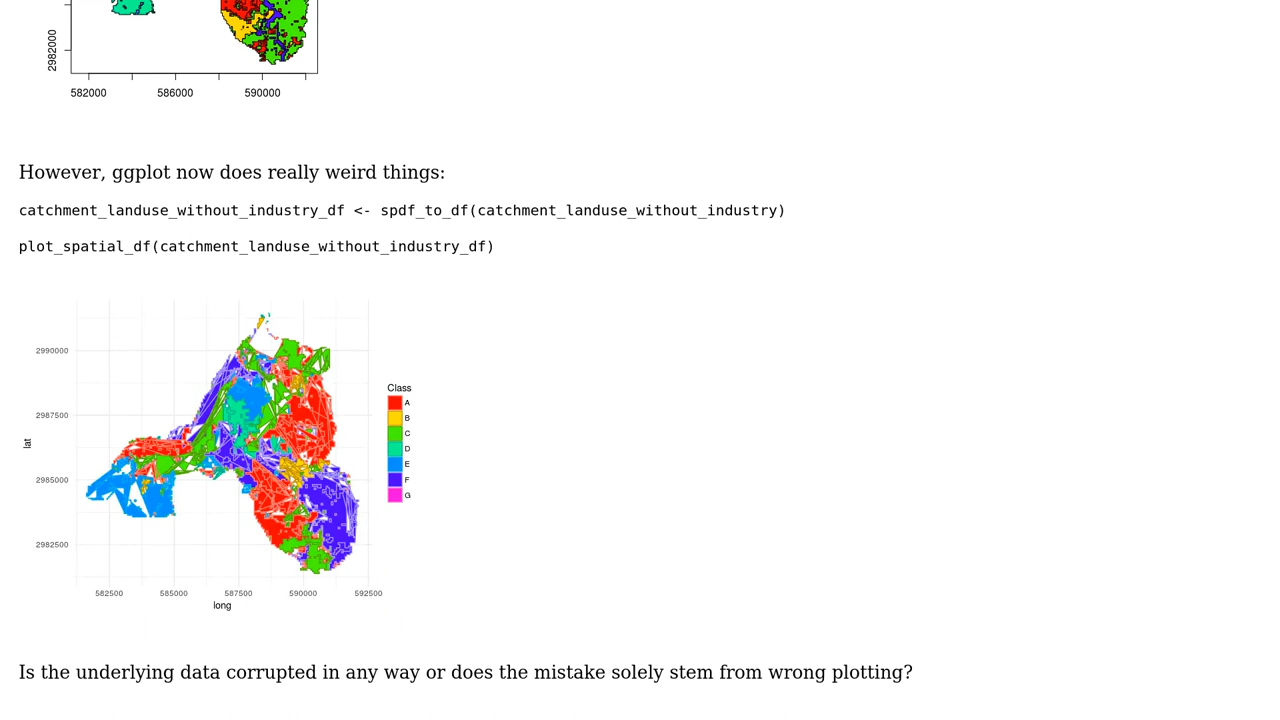 2982000
582000 586000 590000
However, ggplot now does really weird things:
catchment_landuse_without_industry_df <- spdf_to_df(catchment_landuse_without_industry)
plot_spatial_df(catchment_landuse_without_industry_df)
2990000
2987500
2985000
2982500
lat
582500 585000 587500 590000 592500
long
Class
A
B
C
D
E
F
G
Is the underlying data corrupted in any way or does the mistake solely stem from wrong plotting?